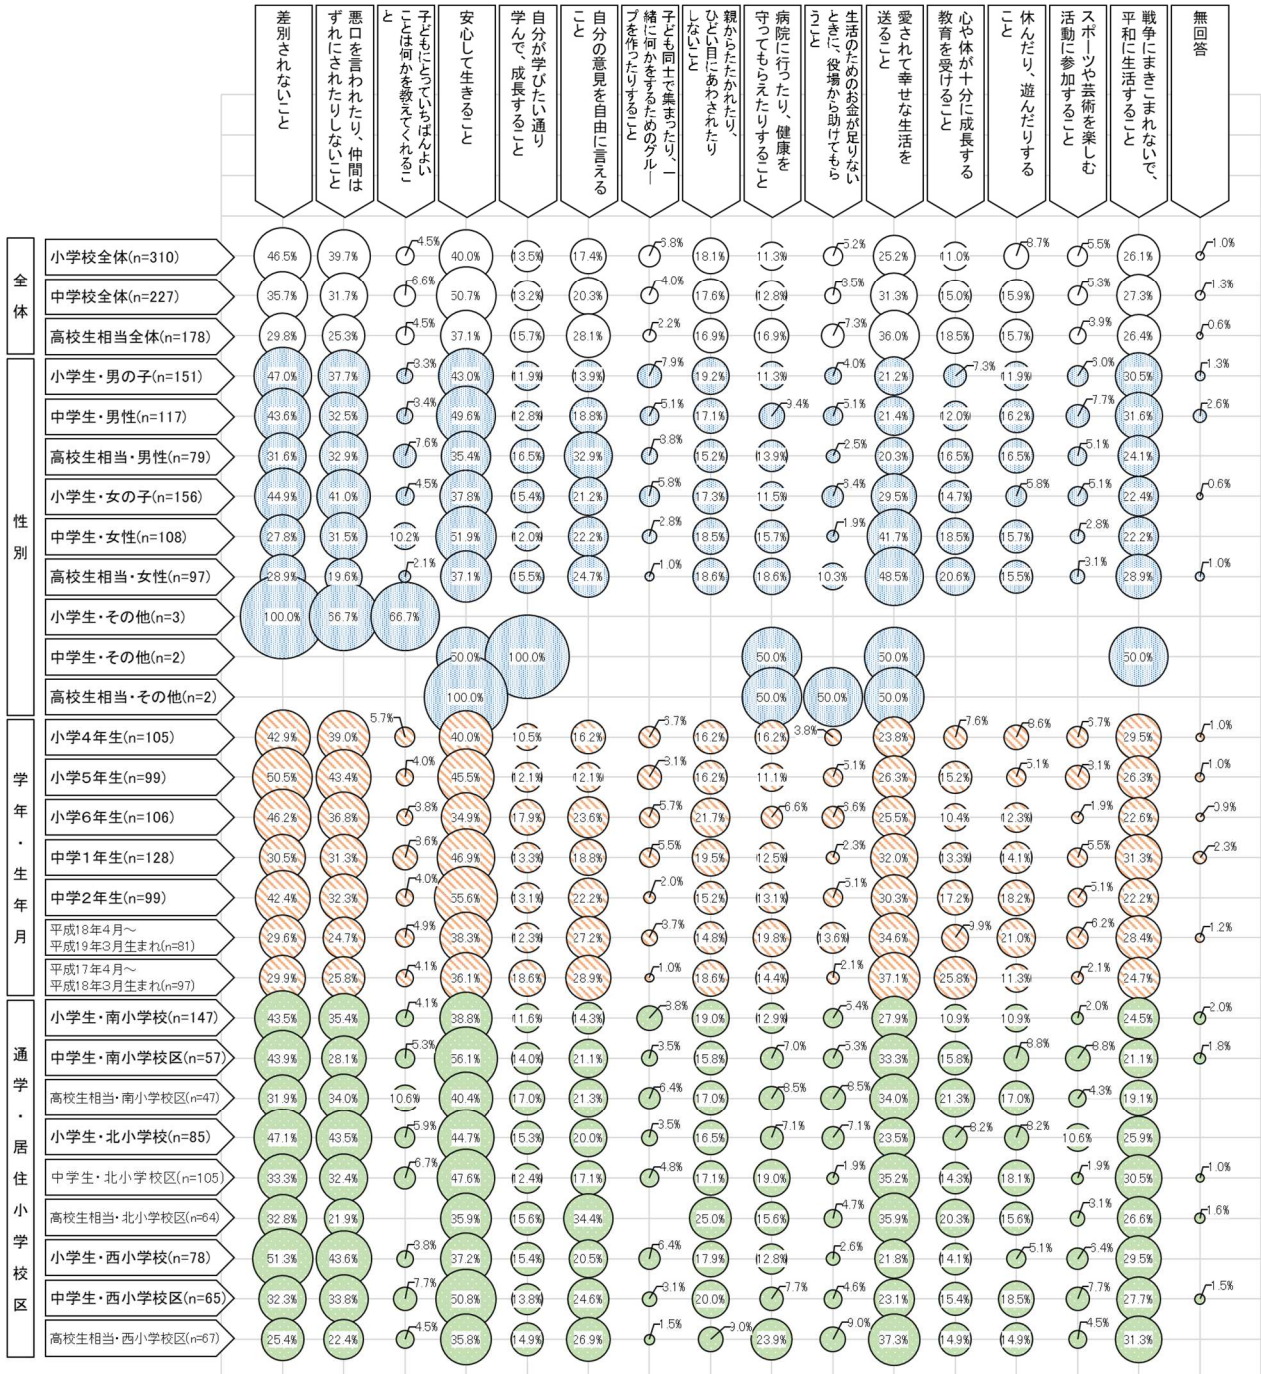 差別されないこと
悪口を言われたり、仲間は
ずれにされたりしないこと
子どもにとっていちばんよい
ことは何かを教えてくれるこ
と
安心して生きること
自分が学びたい通り
学んで、成長すること
自分の意見を自由に言える
こと
子ども同士で集まったり、一
緒に何かをするためのグルー
プを作ったりすること
親からたたかれたり、
ひどい目にあわされたり
しないこと
病院に行ったり、健康を
守ってもらえたりすること
生活のためのお金が足りない
ときに、役場から助けてもら
うこと
愛されて幸せな生活を
送ること
心や体が十分に成長する
教育を受けること
休んだり、遊んだりする
こと
スポーツや芸術を楽しむ
活動に参加すること
戦争にまきこまれないで、
平和に生活すること
無回答
全体
小学校全体(n=310) 46.5% 39.7% 4.5% 40.0% 13.5% 17.4% 6.8% 18.1% 11.3% 5.2% 25.2% 11.0% 8.7% 5.5% 26.1% 1.0%
中学校全体(n=227) 35.7% 31.7% 6.6% 50.7% 13.2% 20.3% 4.0% 17.6% 12.8% 3.5% 31.3% 15.0% 15.9% 5.3% 27.3% 1.3%
高校生相当全体(n=178) 29.8% 25.3% 4.5% 37.1% 15.7% 28.1% 2.2% 16.9% 16.9% 7.3% 36.0% 18.5% 15.7% 3.9% 26.4% 0.6%
性別
小学生・男の子(n=151) 47.0% 37.7% 3.3% 43.0% 11.9% 13.9% 7.9% 19.2% 11.3% 4.0% 21.2% 7.3% 11.9% 6.0% 30.5% 1.3%
中学生・男性(n=117) 43.6% 32.5% 3.4% 49.6% 12.8% 18.8% 5.1% 17.1% 9.4% 5.1% 21.4% 12.0% 16.2% 7.7% 31.6% 2.6%
高校生相当・男性(n=79) 31.6% 32.9% 7.6% 35.4% 16.5% 32.9% 3.8% 15.2% 13.9% 2.5% 20.3% 16.5% 16.5% 5.1% 24.1%
小学生・女の子(n=156) 44.9% 41.0% 4.5% 37.8% 15.4% 21.2% 5.8% 17.3% 11.5% 6.4% 29.5% 14.7% 5.8% 5.1% 22.4% 0.6%
中学生・女性(n=108) 27.8% 31.5% 10.2% 51.9% 12.0% 22.2% 2.8% 18.5% 15.7% 1.9% 41.7% 18.5% 15.7% 2.8% 22.2%
高校生相当・女性(n=97) 28.9% 19.6% 2.1% 37.1% 15.5% 24.7% 1.0% 18.6% 18.6% 10.3% 48.5% 20.6% 15.5% 3.1% 28.9% 1.0%
小学生・その他(n=3) 100.0% 66.7% 66.7%
中学生・その他(n=2) 50.0% 100.0% 50.0% 50.0% 50.0%
高校生相当・その他(n=2) 100.0% 50.0% 50.0% 50.0%
学年・生年月
小学4年生(n=105) 42.9% 39.0% 5.7% 40.0% 10.5% 16.2% 6.7% 16.2% 16.2% 3.8% 23.8% 7.6% 8.6% 6.7% 29.5% 1.0%
小学5年生(n=99) 50.5% 43.4% 4.0% 45.5% 12.1% 12.1% 8.1% 16.2% 11.1% 5.1% 26.3% 15.2% 5.1% 8.1% 26.3% 1.0%
小学6年生(n=106) 46.2% 36.8% 3.8% 34.9% 17.9% 23.6% 5.7% 21.7% 6.6% 6.6% 25.5% 10.4% 12.3% 1.9% 22.6% 0.9%
中学1年生(n=128) 30.5% 31.3% 8.6% 46.9% 13.3% 18.8% 5.5% 19.5% 12.5% 2.3% 32.0% 13.3% 14.1% 5.5% 31.3% 2.3%
中学2年生(n=99) 42.4% 32.3% 4.0% 55.6% 13.1% 22.2% 2.0% 15.2% 13.1% 5.1% 30.3% 17.2% 18.2% 5.1% 22.2%
平成18年4月～
平成19年3月生まれ(n=81) 29.6% 24.7% 4.9% 38.3% 12.3% 27.2% 3.7% 14.8% 19.8% 13.6% 34.6% 9.9% 21.0% 6.2% 28.4% 1.2%
平成17年4月～
平成18年3月生まれ(n=97) 29.9% 25.8% 4.1% 36.1% 18.6% 28.9% 1.0% 18.6% 14.4% 2.1% 37.1% 25.8% 11.3% 2.1% 24.7%
通学・居住小学校区
小学生・南小学校(n=147) 43.5% 35.4% 4.1% 38.8% 11.6% 14.3% 8.8% 19.0% 12.9% 5.4% 27.9% 10.9% 10.9% 2.0% 24.5% 2.0%
中学生・南小学校区(n=57) 43.9% 28.1% 5.3% 56.1% 14.0% 21.1% 3.5% 15.8% 7.0% 5.3% 33.3% 15.8% 8.8% 8.8% 21.1% 1.8%
高校生相当・南小学校区(n=47) 31.9% 34.0% 10.6% 40.4% 17.0% 21.3% 6.4% 17.0% 8.5% 8.5% 34.0% 21.3% 17.0% 4.3% 19.1%
小学生・北小学校(n=85) 47.1% 43.5% 5.9% 44.7% 15.3% 20.0% 3.5% 16.5% 7.1% 7.1% 23.5% 8.2% 8.2% 10.6% 25.9%
中学生・北小学校区(n=105) 33.3% 32.4% 6.7% 47.6% 12.4% 17.1% 4.8% 17.1% 19.0% 1.9% 35.2% 14.3% 18.1% 1.9% 30.5% 1.0%
高校生相当・北小学校区(n=64) 32.8% 21.9% 35.9% 15.6% 34.4% 25.0% 15.6% 4.7% 35.9% 20.3% 15.6% 3.1% 26.6% 1.6%
小学生・西小学校(n=78) 51.3% 43.6% 3.8% 37.2% 15.4% 20.5% 6.4% 17.9% 12.8% 2.6% 21.8% 14.1% 5.1% 6.4% 29.5%
中学生・西小学校区(n=65) 32.3% 33.8% 7.7% 50.8% 13.8% 24.6% 3.1% 20.0% 7.7% 4.6% 23.1% 15.4% 18.5% 7.7% 27.7% 1.5%
高校生相当・西小学校区(n=67) 25.4% 22.4% 4.5% 35.8% 14.9% 26.9% 1.5% 9.0% 23.9% 9.0% 37.3% 14.9% 14.9% 4.5% 31.3%